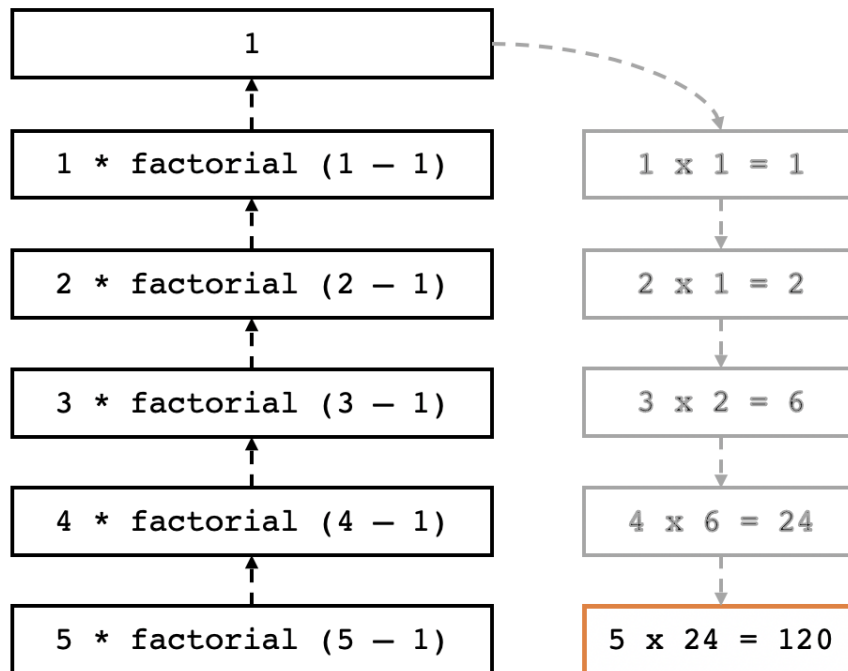 1
1 * factorial (1 – 1)
1 x 1 = 1
2 * factorial (2 – 1)
2 x 1 = 2
3 * factorial (3 – 1)
3 x 2 = 6
4 * factorial (4 – 1)
4 x 6 = 24
5 * factorial (5 – 1)
5 x 24 = 120